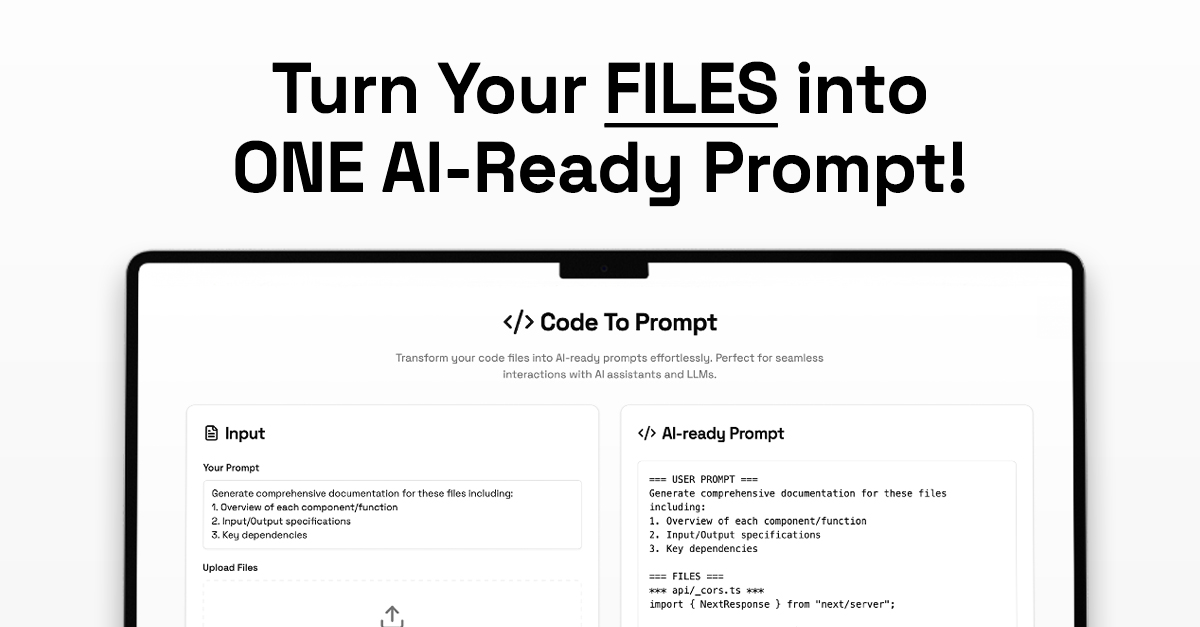 Turn Your FILES into
ONE AI-Ready Prompt!
</> Code To Prompt
Transform your code files into AI-ready prompts effortlessly. Perfect for seamless
interactions with AI assistants and LLMs.
Input
Your Prompt
Generate comprehensive documentation for these files including:
1. Overview of each component/function
2. Input/Output specifications
3. Key dependencies
Upload Files
</> AI-ready Prompt
=== USER PROMPT ===
Generate comprehensive documentation for these files
including:
1. Overview of each component/function
2. Input/Output specifications
3. Key dependencies
=== FILES ===
*** api/_cors.ts ***
import { NextResponse } from "next/server";